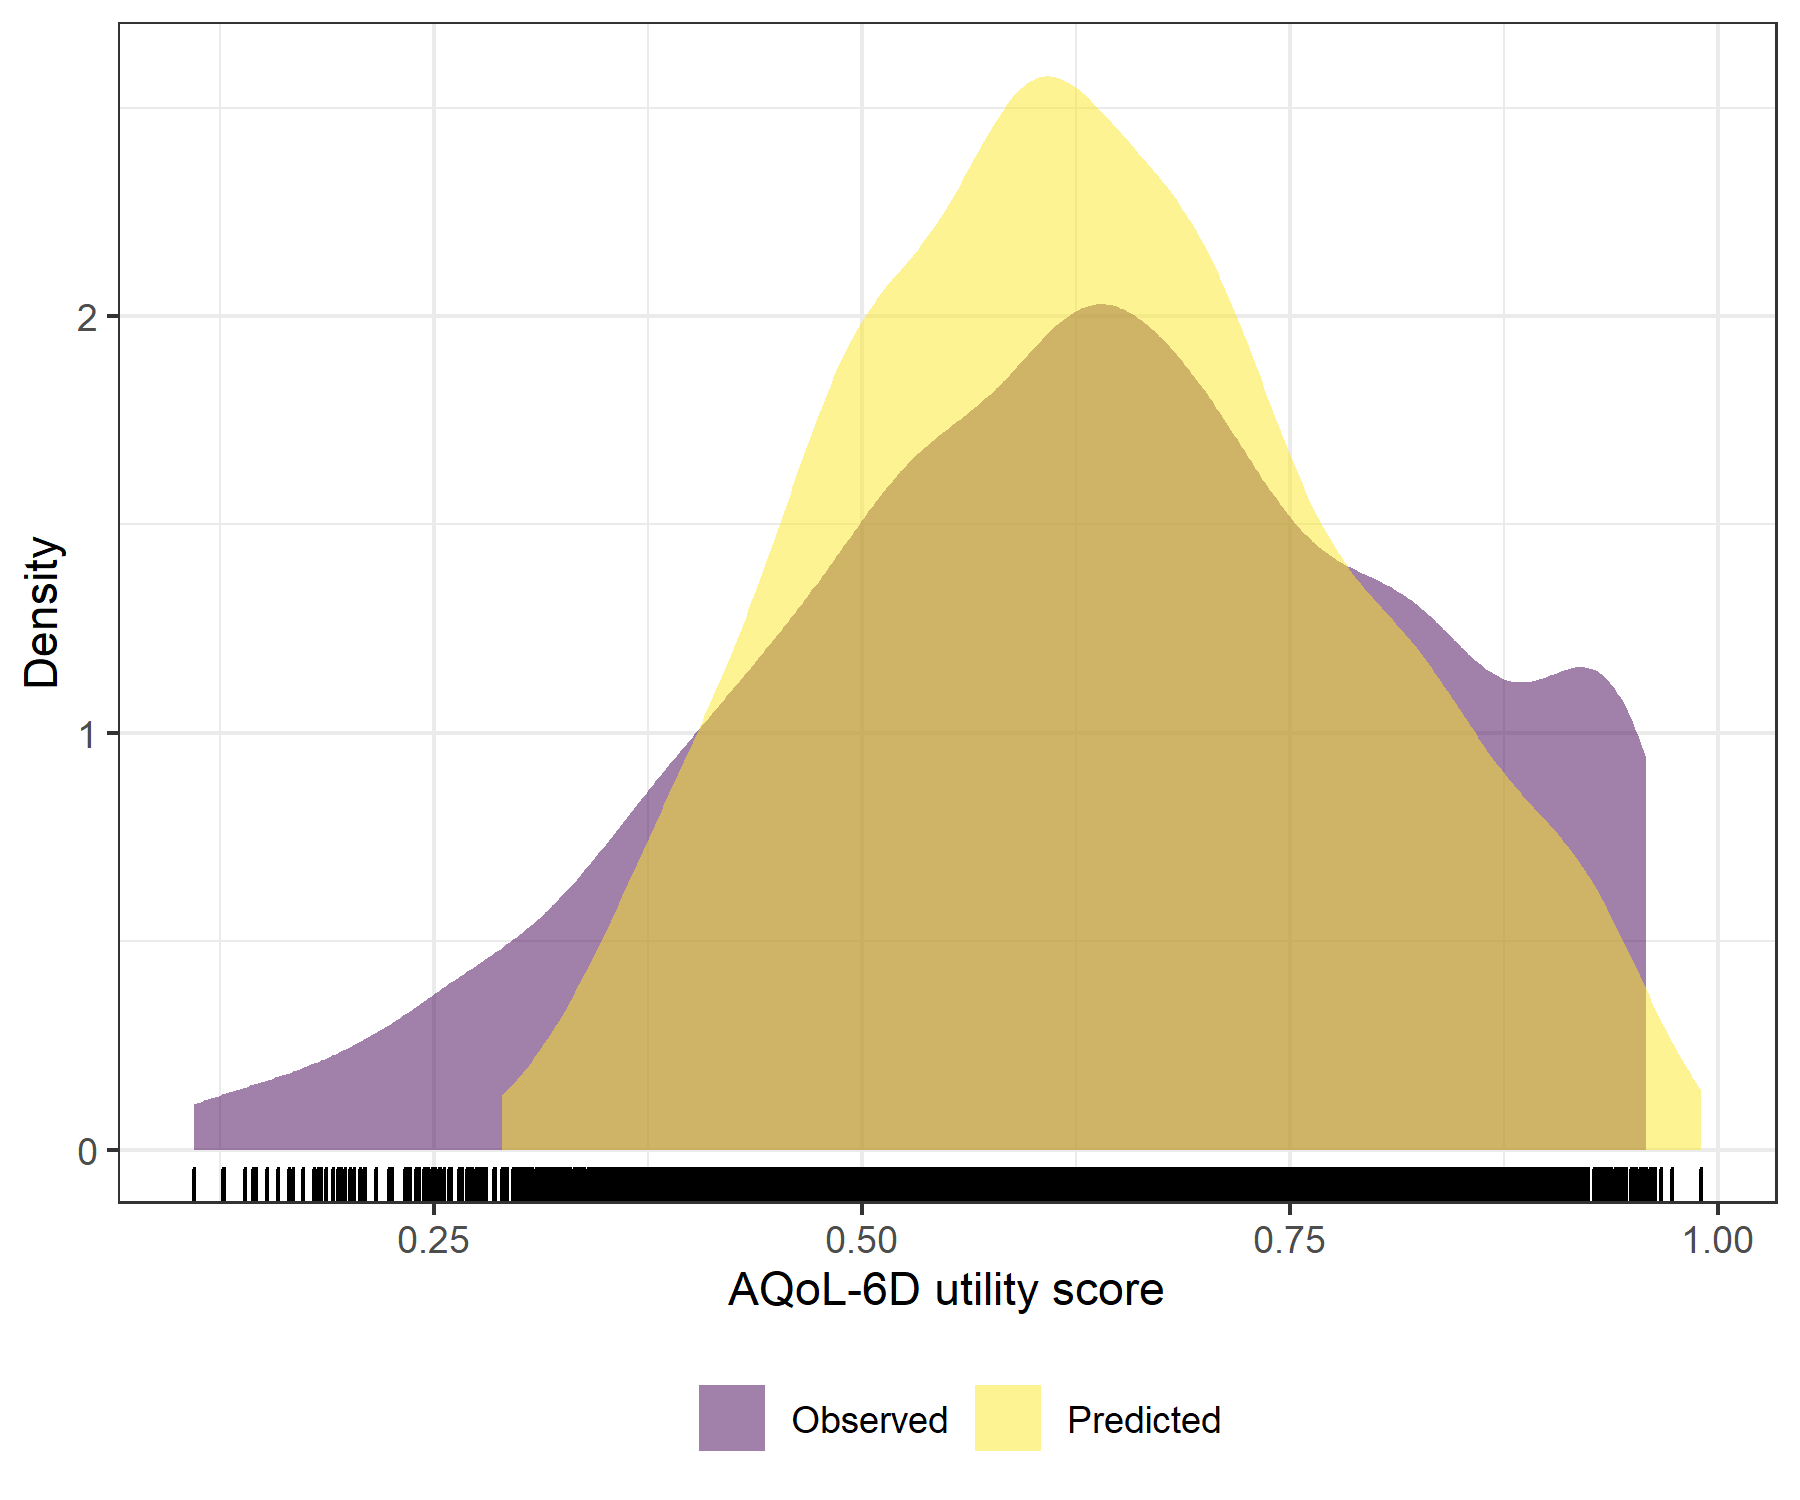 Density
2
1
0
0.25 0.50 0.75 1.00
AQoL-6D utility score
Observed Predicted